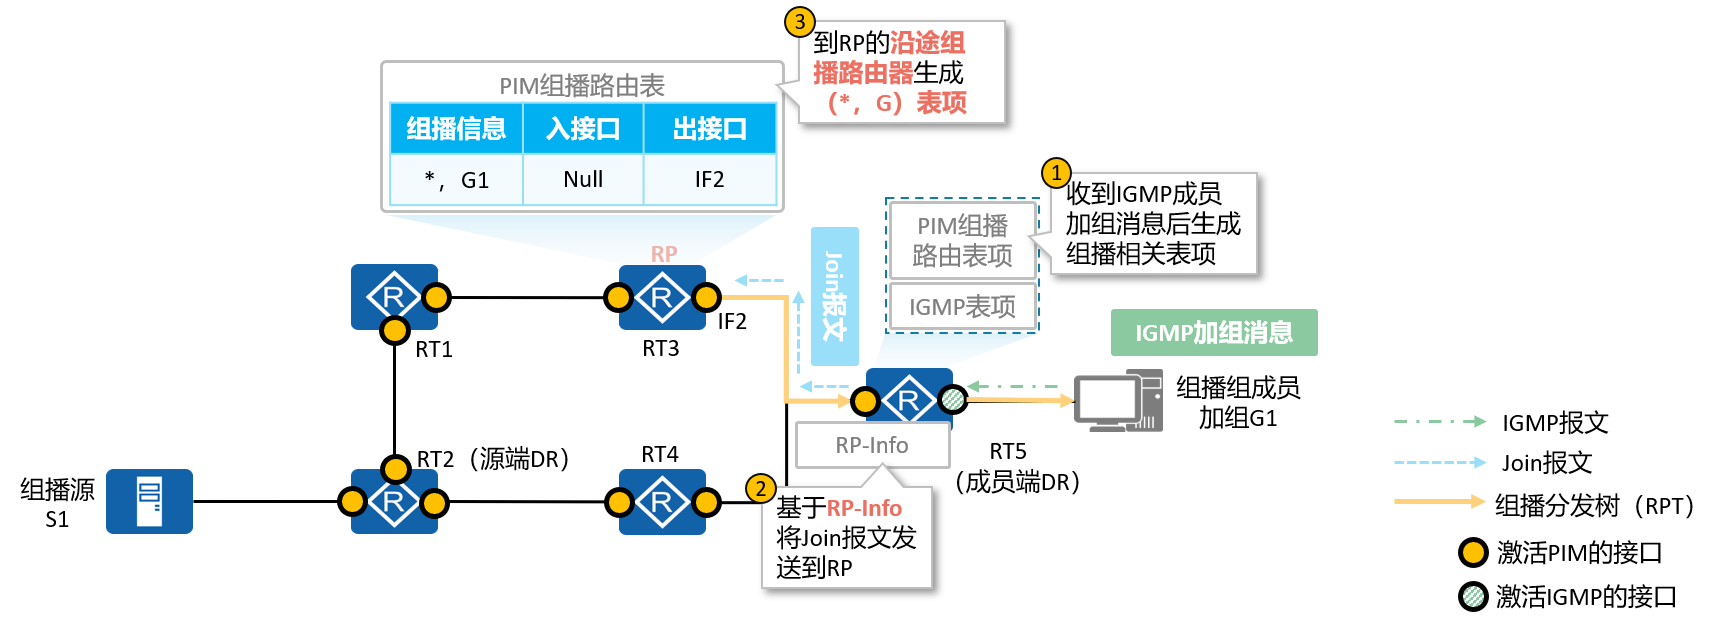 3
到RP的沿途组
播路由器生成
（*，G）表项
PIM组播路由表
组播信息 入接口 出接口
*，G1 Null IF2
1
收到IGMP成员
加组消息后生成
组播相关表项
PIM组播
路由表项
IGMP表项
RP
Join报文
IGMP加组消息
R
RT1
R
RT3
IF2
R
RT5
（成员端DR）
组播组成员
加组G1
RP-Info
2
基于RP-Info
将Join报文发
送到RP
组播源
S1
RT2（源端DR）
R
RT4
R
IGMP报文
Join报文
组播分发树（RPT）
激活PIM的接口
激活IGMP的接口